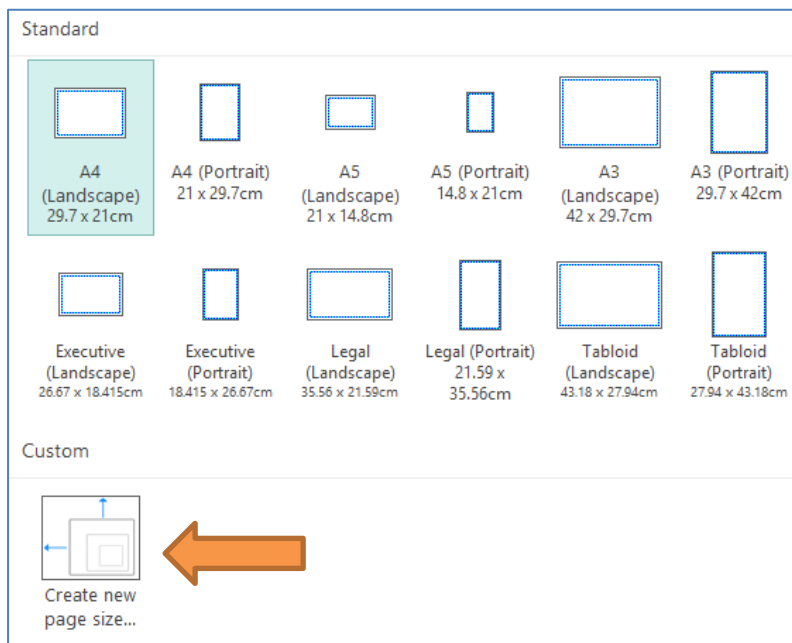 Standard
A4
(Landscape)
29.7 x 21cm
A4 (Portrait)
21 x 29.7cm
A5
(Landscape)
21 x 14.8cm
A5 (Portrait)
14.8 x 21cm
A3
(Landscape)
42 x 29.7cm
A3 (Portrait)
29.7 x 42cm
Executive
(Landscape)
26.67 x 18.415cm
Executive
(Portrait)
18.415 x 26.67cm
Legal
(Landscape)
35.56 x 21.59cm
Legal (Portrait)
21.59 x
35.56cm
Tabloid
(Landscape)
43.18 x 27.94cm
Tabloid
(Portrait)
27.94 x 43.18cm
Custom
Create new
page size...